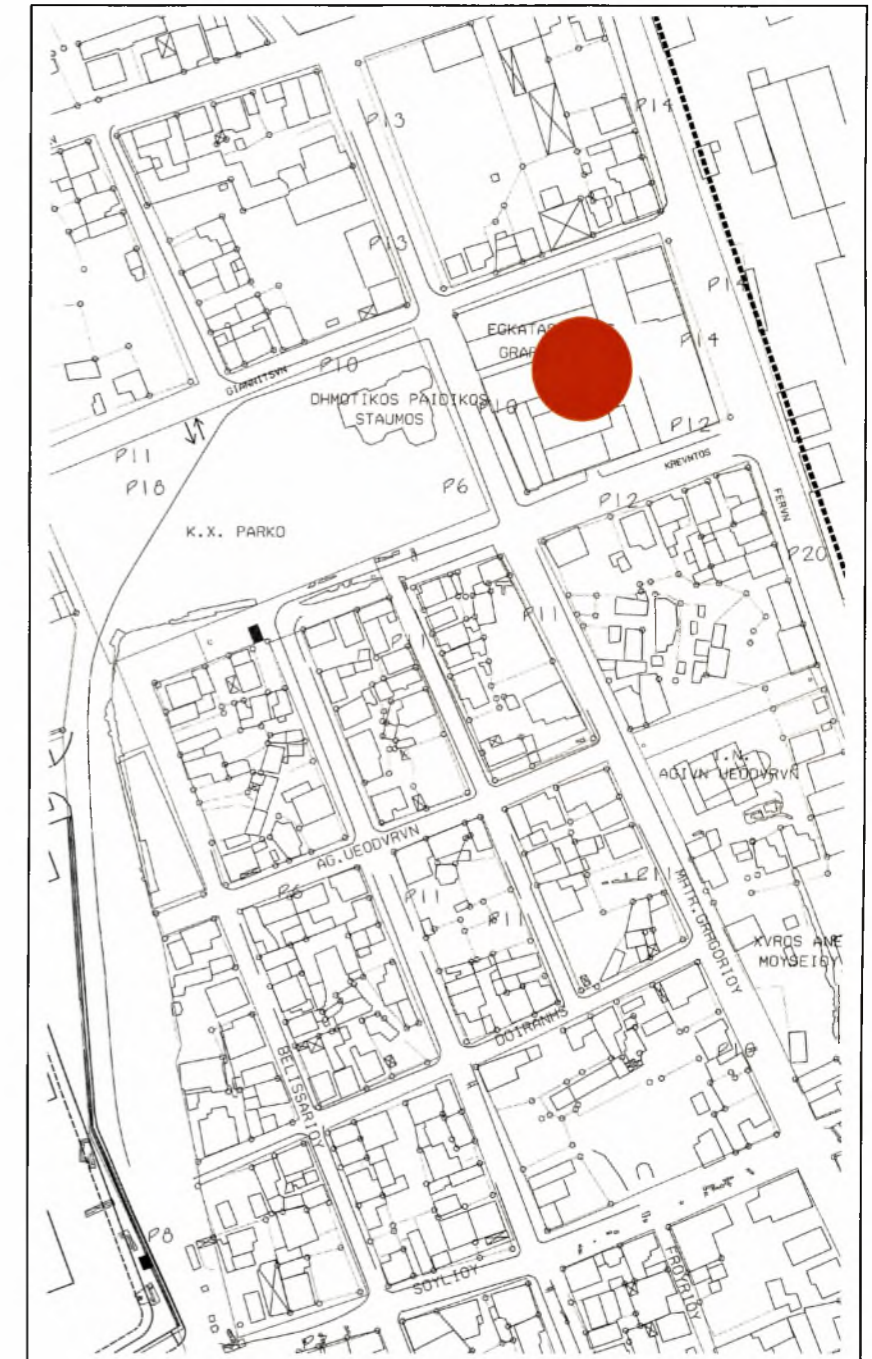 P13
P14
P13
P14
EGKATAS
GRAF
P14
P10
GIANNITSVN
DHMOTIKOS PAIDIKOS
STAUMOS
P10
P12
KREVNTOS
P11
P18
P6
P12
FERVN
K.X. PARKO
P20
P11
P11
I.N.
AGIVN UEODVRVN
AG.UEODVRVN
P6
P11
P11
P11
MHTR.GRHGORIOY
XVROS ANE
MOYSEIOY
DOIRANHS
BELISSARIOY
P8
SOYLIOY
FROYRIOY